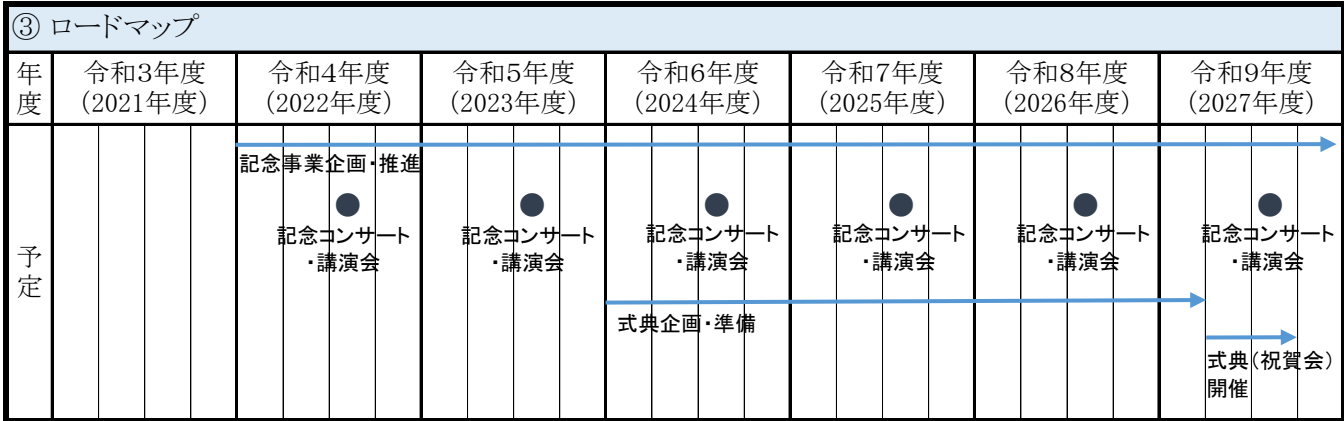 ③ ロードマップ
年度
令和3年度
(2021年度)
令和4年度
(2022年度)
令和5年度
(2023年度)
令和6年度
(2024年度)
令和7年度
(2025年度)
令和8年度
(2026年度)
令和9年度
(2027年度)
予定
記念事業企画・推進
記念コンサート
・講演会
記念コンサート
・講演会
記念コンサート
・講演会
記念コンサート
・講演会
記念コンサート
・講演会
記念コンサート
・講演会
式典企画・準備
式典(祝賀会)
開催